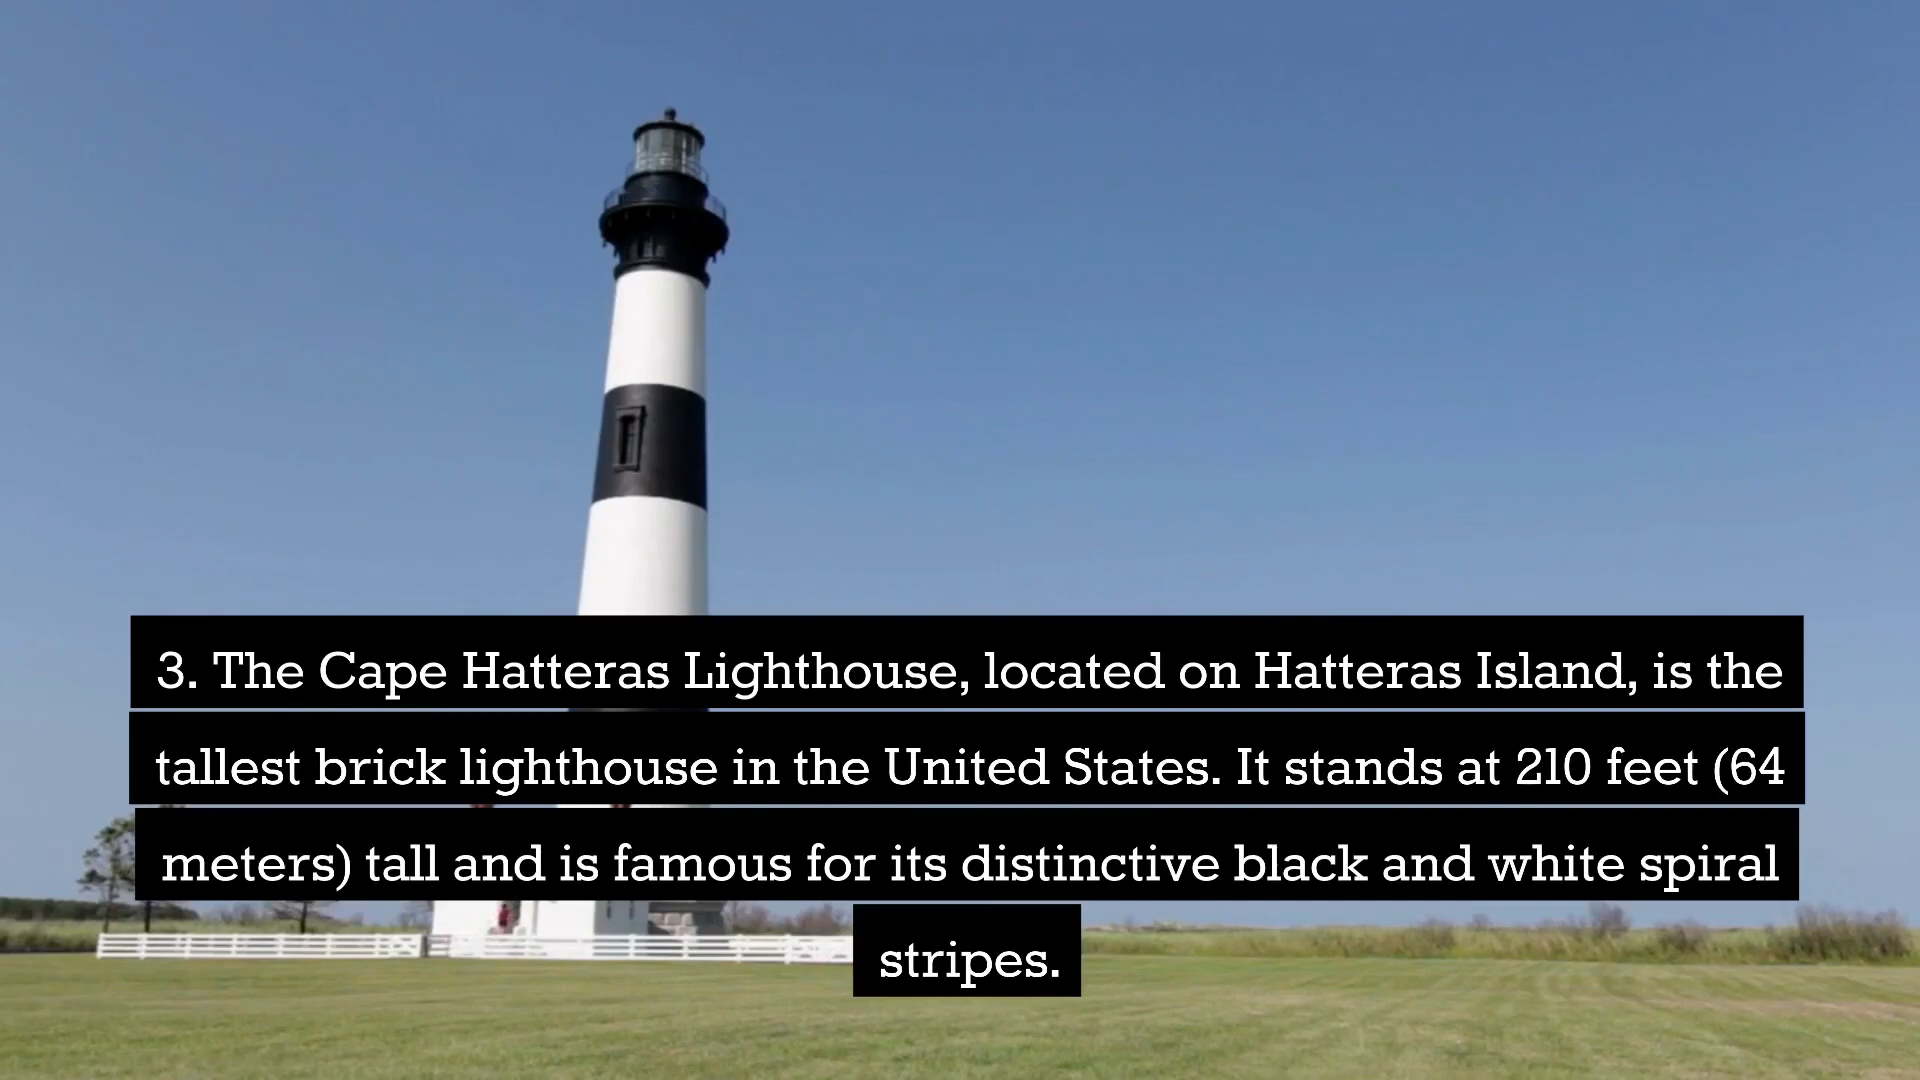 3. The Cape Hatteras Lighthouse, located on Hatteras Island, is the
tallest brick lighthouse in the United States. It stands at 210 feet (64
meters) tall and is famous for its distinctive black and white spiral
stripes.